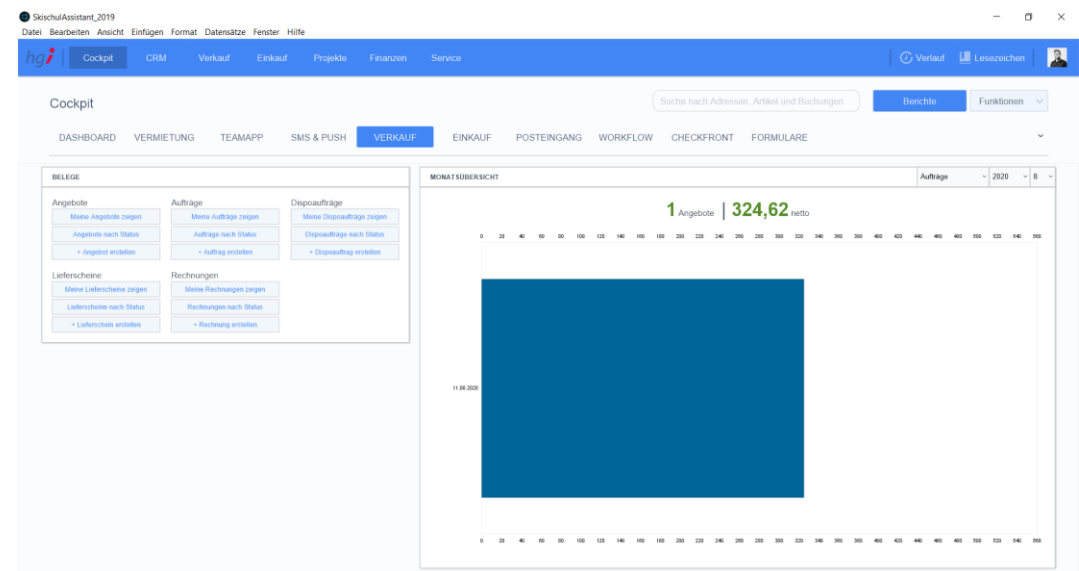 SkischulAssistant_2019
Datei Bearbeiten Ansicht Einfügen Format Datensätze Fenster Hilfe
hgi Cockpit CRM Verkauf Einkauf Projekte Finanzen Service Verlauf Lesezeichen
Cockpit Suche nach Adressen, Artikel und Buchungen Berichte Funktionen
DASHBOARD VERMIETUNG TEAMAPP SMS & PUSH VERKAUF EINKAUF POSTEINGANG WORKFLOW CHECKFRONT FORMULARE
BELEGE
Angebote Aufträge Dispoaufträge
Meine Angebote zeigen Meine Aufträge zeigen Meine Dispoaufträge zeigen
Angebote nach Status Aufträge nach Status Dispoaufträge nach Status
+ Angebot erstellen + Auftrag erstellen + Dispoauftrag erstellen
Lieferscheine Rechnungen
Meine Lieferscheine zeigen Meine Rechnungen zeigen
Lieferscheine nach Status Rechnungen nach Status
+ Lieferschein erstellen + Rechnung erstellen
MONATSÜBERSICHT Aufträge 2020 8
1 Angebote | 324,62 netto
0 20 40 60 80 100 120 140 160 180 200 220 240 260 280 300 320 340 360 380 400 420 440 460 480 500 520 540 560
11.08.2020
0 20 40 60 80 100 120 140 160 180 200 220 240 260 280 300 320 340 360 380 400 420 440 460 480 500 520 540 560